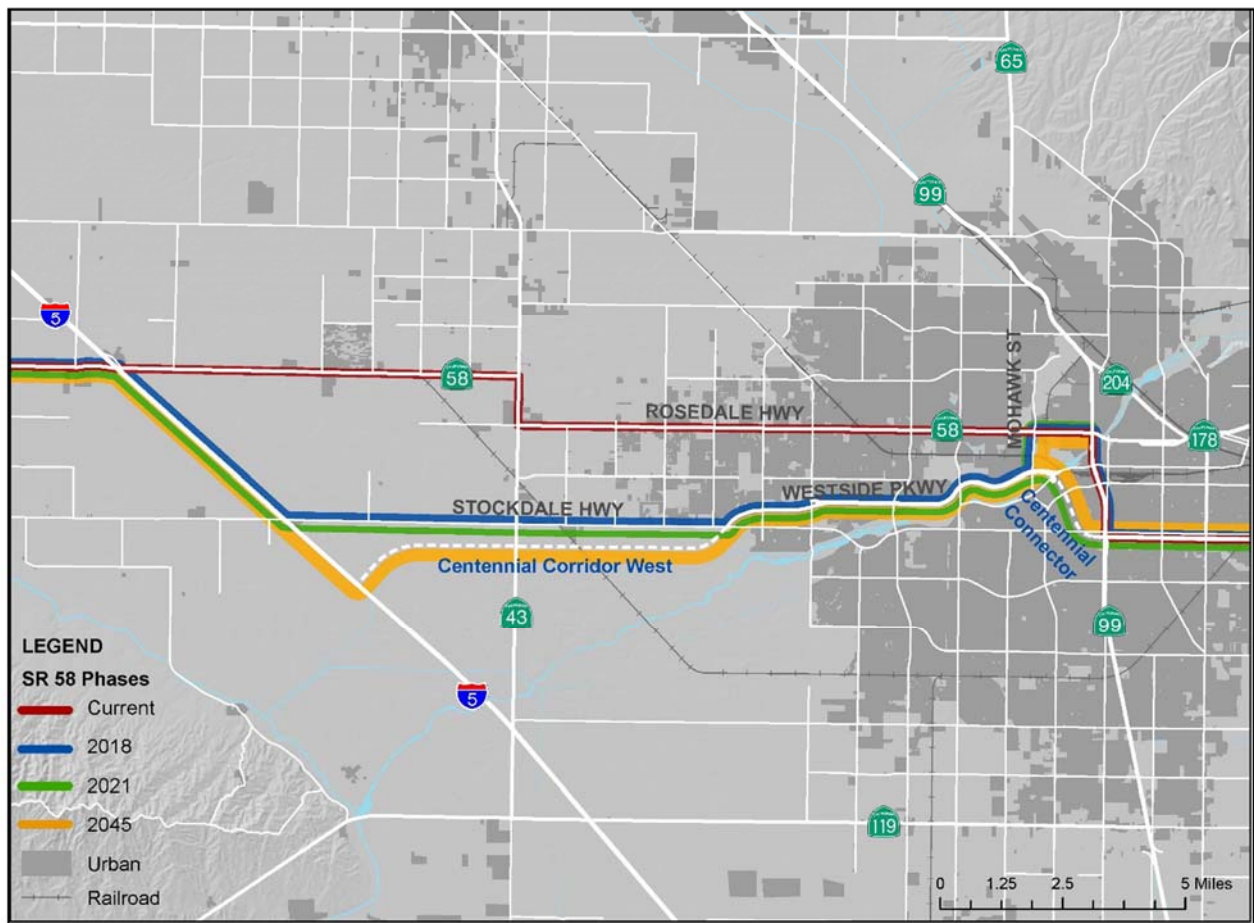 65
99
5
MOHAWK ST
58
204
ROSEDALE HWY
58
178
WESTSIDE PKWY
STOCKDALE HWY
Centennial
Connector
Centennial Corridor West
43
99
LEGEND
SR 58 Phases
Current
2018
2021
2045
Urban
Railroad
5
119
0 1.25 2.5 5 Miles